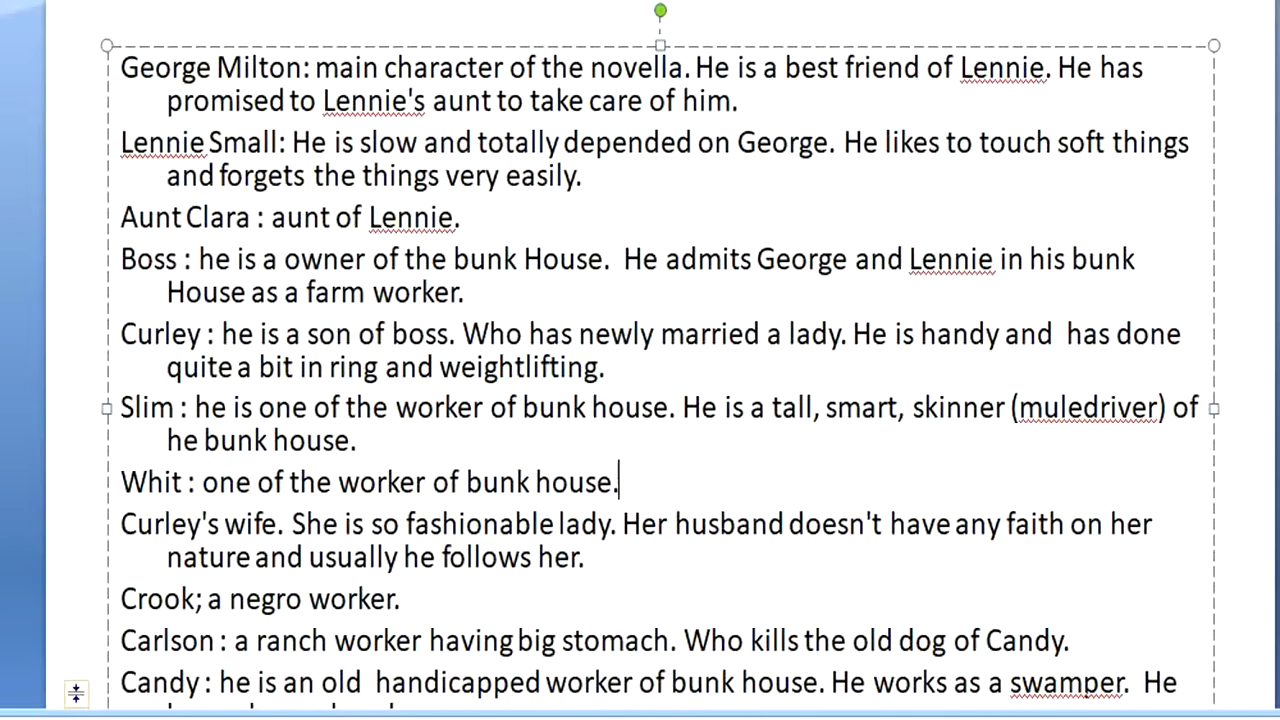 George Milton: main character of the novella. He is a best friend of Lennie. He has
promised to Lennie's aunt to take care of him.
Lennie Small: He is slow and totally depended on George. He likes to touch soft things
and forgets the things very easily.
Aunt Clara : aunt of Lennie.
Boss : he is a owner of the bunk House. He admits George and Lennie in his bunk
House as a farm worker.
Curley : he is a son of boss. Who has newly married a lady. He is handy and has done
quite a bit in ring and weightlifting.
Slim : he is one of the worker of bunk house. He is a tall, smart, skinner (muledriver) of
he bunk house.
Whit : one of the worker of bunk house.
Curley's wife. She is so fashionable lady. Her husband doesn't have any faith on her
nature and usually he follows her.
Crook; a negro worker.
Carlson : a ranch worker having big stomach. Who kills the old dog of Candy.
Candy : he is an old handicapped worker of bunk house. He works as a swamper. He